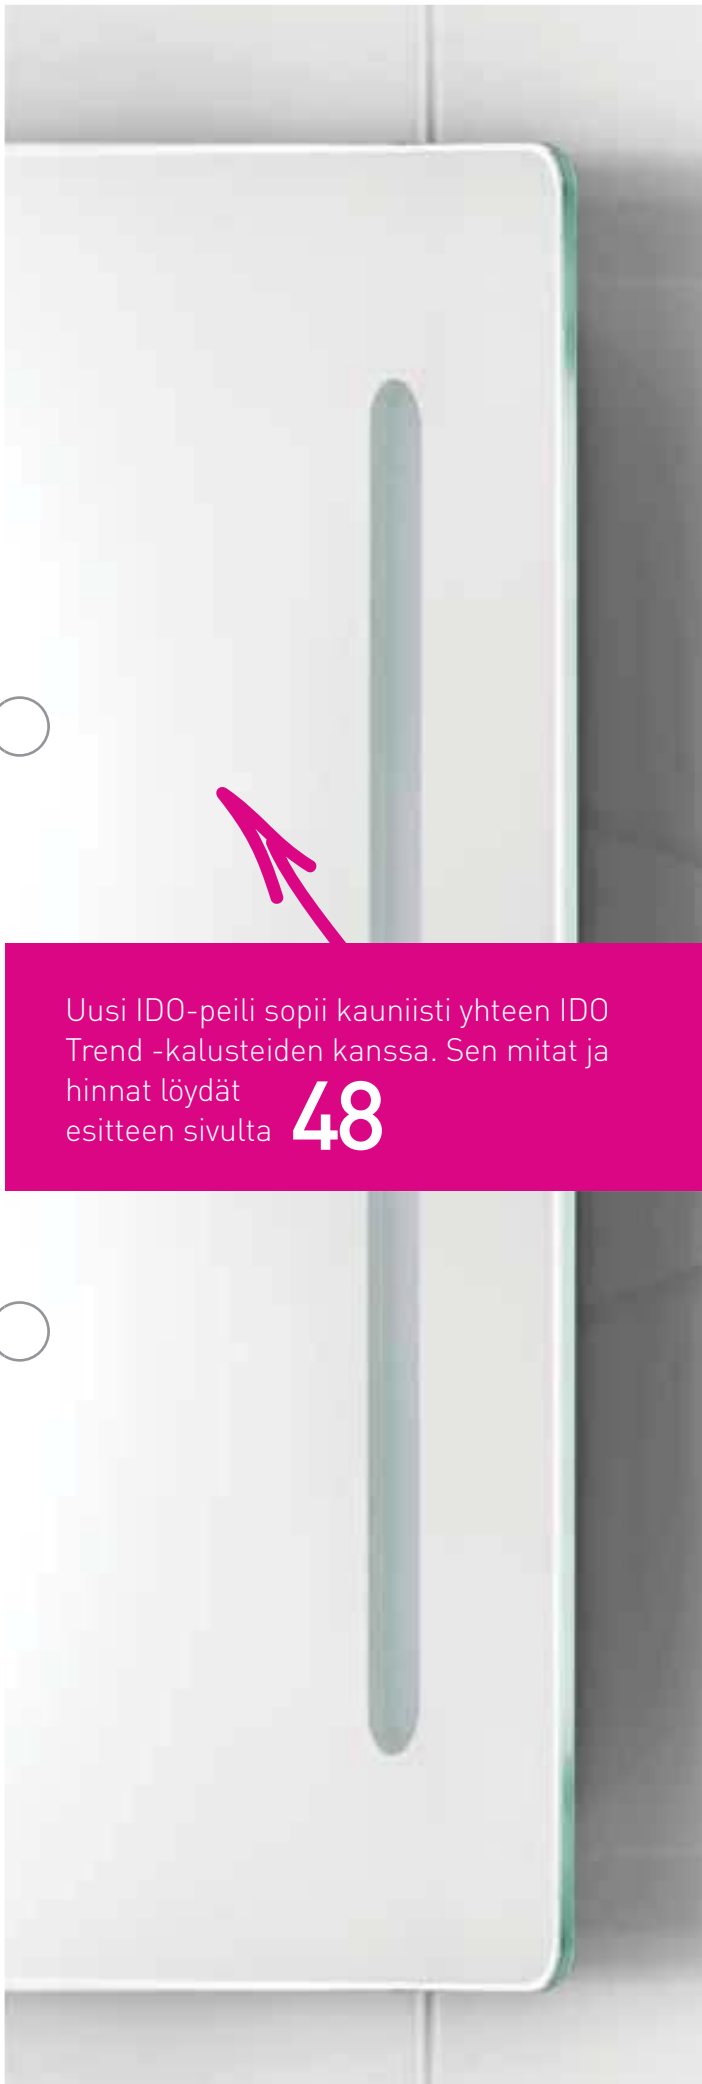 Uusi IDO-peili sopii kauniisti yhteen IDO
Trend -kalusteiden kanssa. Sen mitat ja
hinnat löydät
esitteen sivulta 48